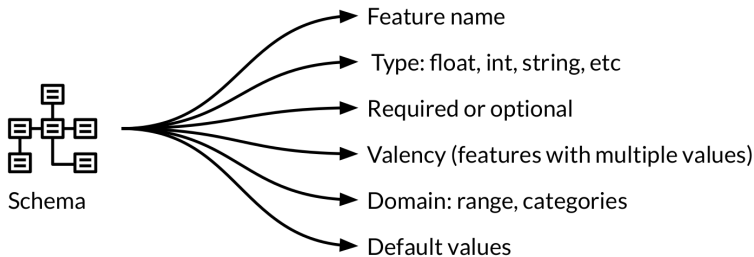 Feature name
Type: float, int, string, etc
Required or optional
Valency (features with multiple values)
Domain: range, categories
Default values
Schema